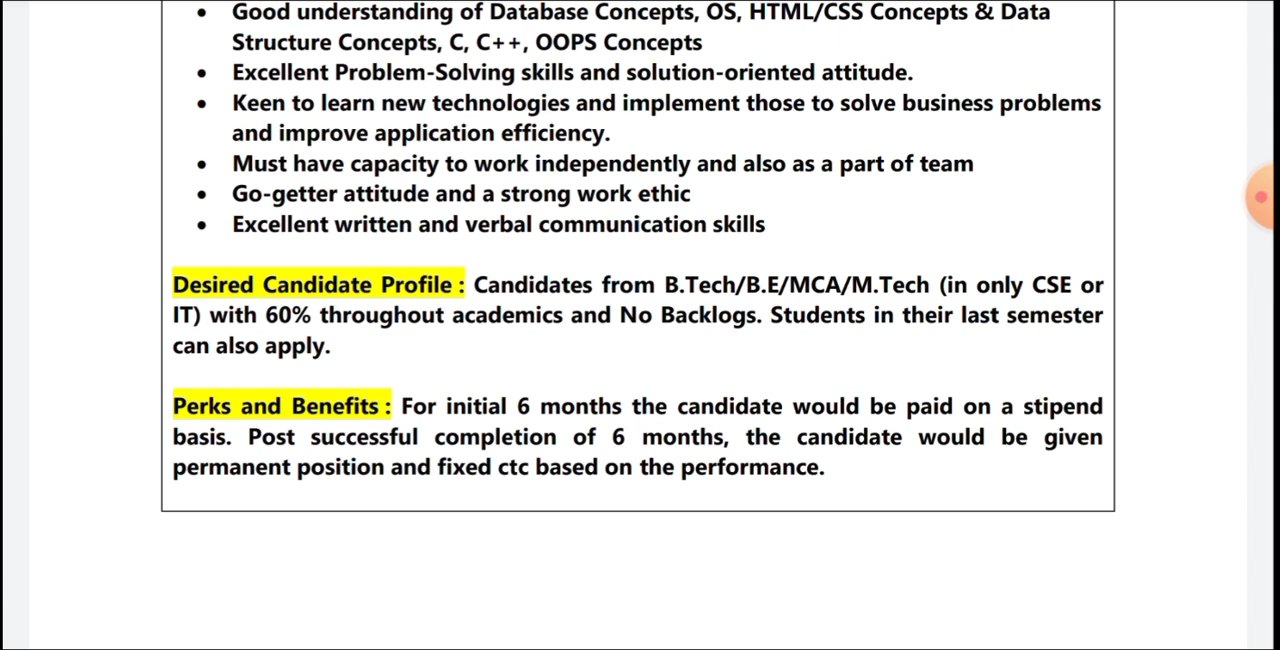 • Good understanding of Database Concepts, OS, HTML/CSS Concepts & Data
Structure Concepts, C, C++, OOPS Concepts
• Excellent Problem-Solving skills and solution-oriented attitude.
• Keen to learn new technologies and implement those to solve business problems
and improve application efficiency.
• Must have capacity to work independently and also as a part of team
• Go-getter attitude and a strong work ethic
• Excellent written and verbal communication skills
Desired Candidate Profile : Candidates from B.Tech/B.E/MCA/M.Tech (in only CSE or
IT) with 60% throughout academics and No Backlogs. Students in their last semester
can also apply.
Perks and Benefits : For initial 6 months the candidate would be paid on a stipend
basis. Post successful completion of 6 months, the candidate would be given
permanent position and fixed ctc based on the performance.